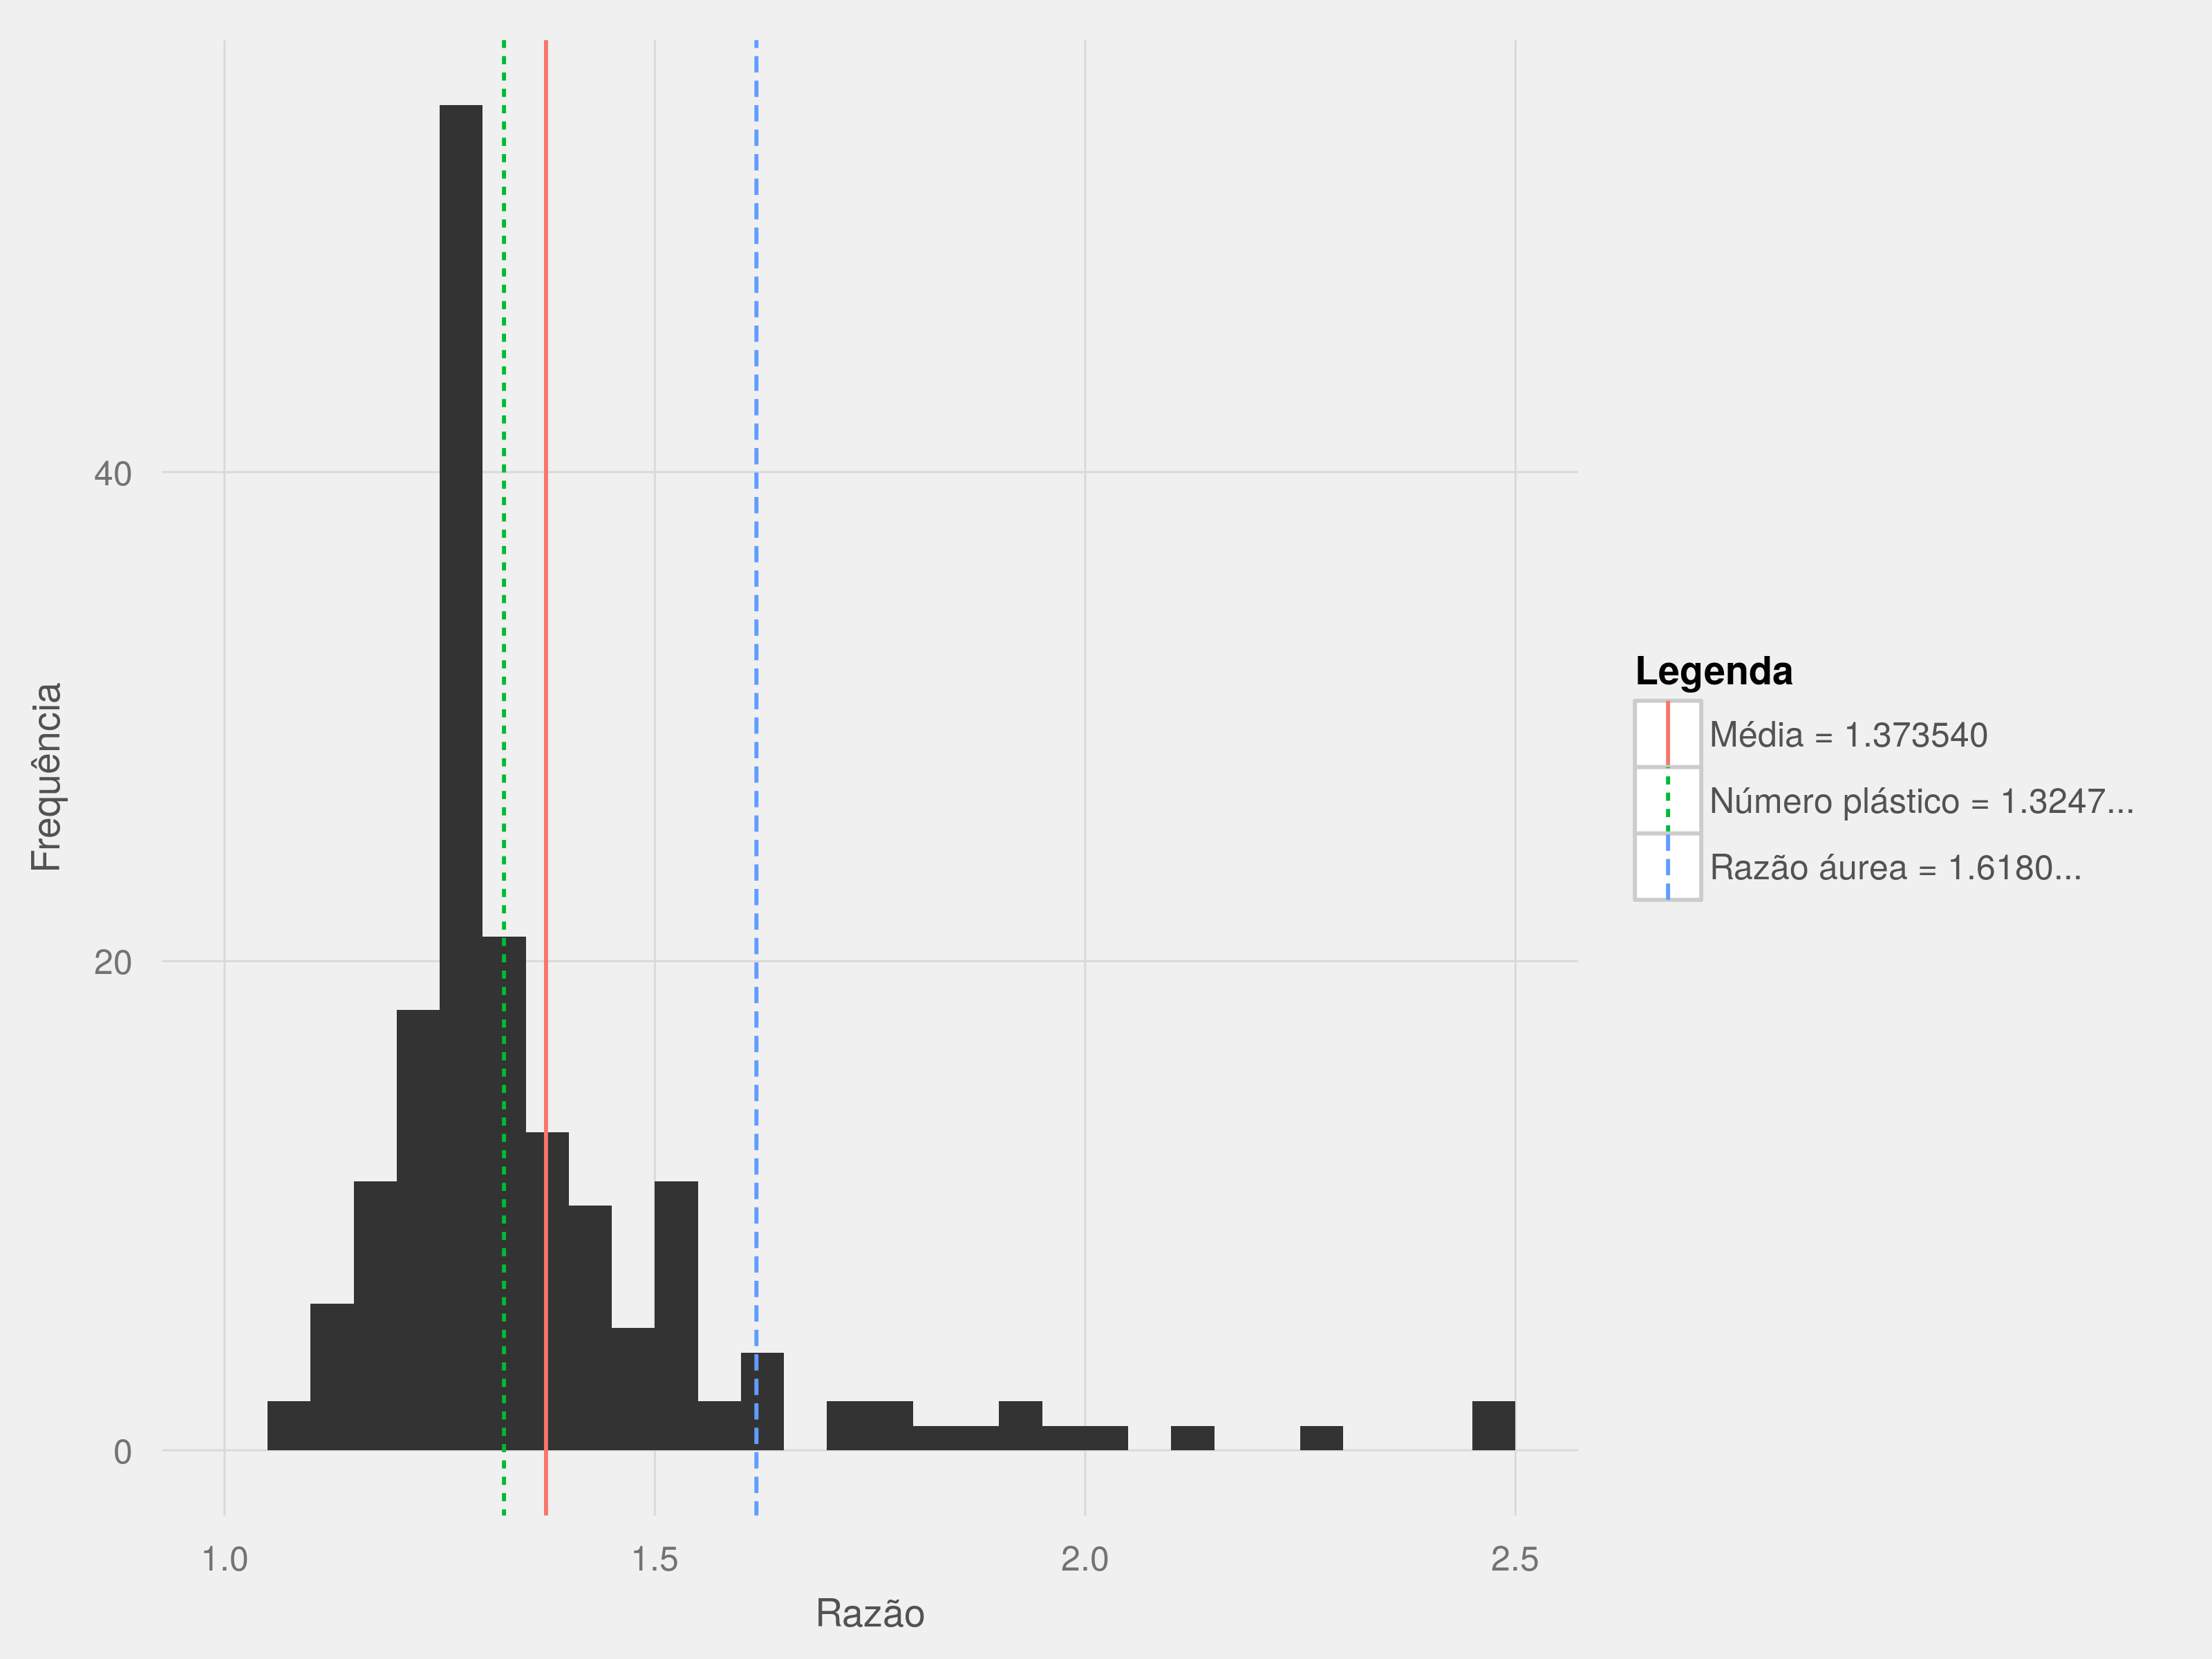 Frequência
40
20
0
1.0
1.5
2.0
2.5
Razão
Legenda
Média = 1.373540
Número plástico = 1.3247...
Razão áurea = 1.6180...